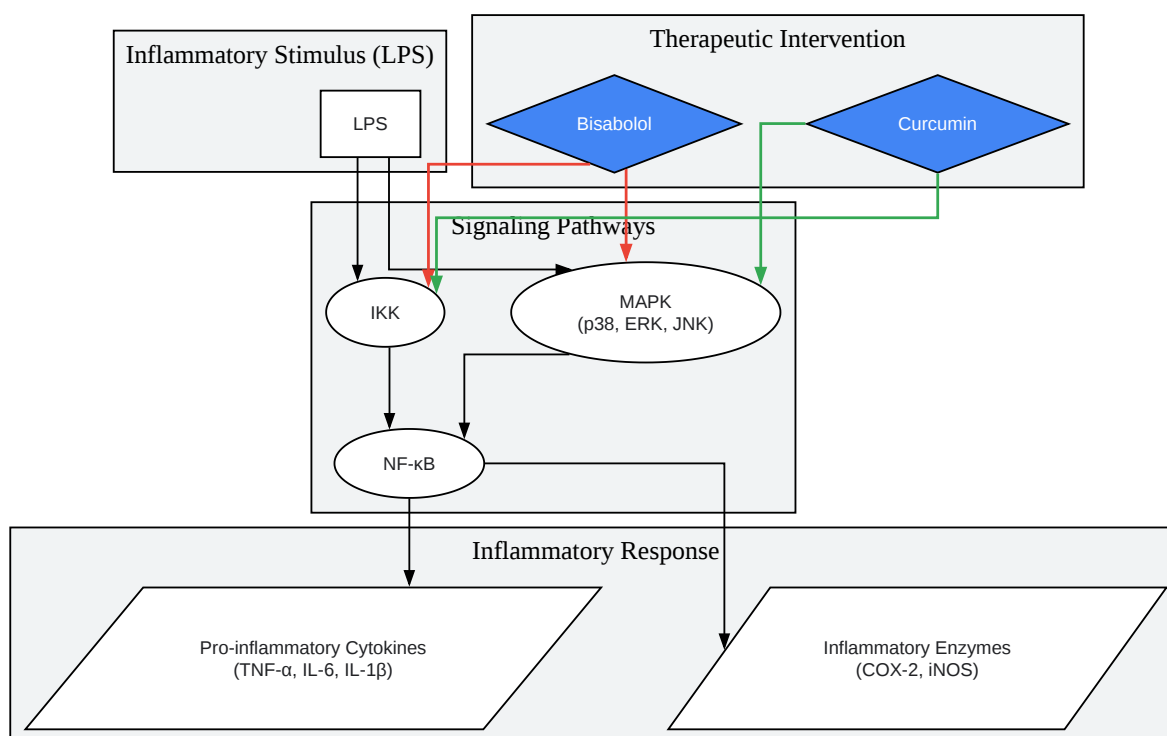 Inflammatory Stimulus (LPS)
Therapeutic Intervention
LPS
Bisabolol
Curcumin
Signaling Pathways
IKK
MAPK
(p38, ERK, JNK)
NF-κB
Inflammatory Response
Pro-inflammatory Cytokines
(TNF-α, IL-6, IL-1β)
Inflammatory Enzymes
(COX-2, iNOS)